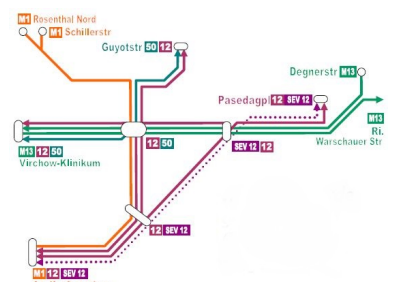 M1 Rosenthal Nord
M1 Schillerstr
Guyotstr 50 12
Degnerstr M13
Pasedagpl 12 SEV 12
M13
Ri.
Warschauer Str
12 50
SEV 12 12
M13 12 50
Virchow-Klinikum
12 SEV 12
M1 12 SEV 12